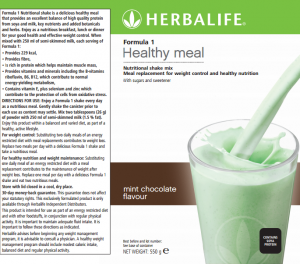 Formula 1 Nutritional Shake is a delicious healthy meal
that provides an excellent balance of high quality protein
from soya and milk, key nutrients and added botanicals
and herbs. Enjoy as a nutritious breakfast, lunch or dinner
for your good health and effective weight control. When
mixed with 250 ml of semi-skimmed milk, each serving of
Formula 1:
• Provides 229 kcal,
• Provides fibre,
• is rich in protein which helps maintain muscle mass,
• Provides vitamins and minerals including the B-vitamins
(riboflavin, B6, B12, which contribute to normal
energy-yielding metabolism,
• Contains vitamin E, plus selenium and zinc which
contribute to the protection of cells from oxidative stress.
DIRECTIONS FOR USE: Enjoy a Formula 1 shake every day
as a nutritious meal. Gently shake the canister prior to
each use as content may settle. Mix two tablespoons (26 g)
of powder with 250 ml of semi-skimmed milk (1.5 % fat).
Enjoy this product within a balanced and varied diet, as part of a
healthy, active lifestyle.
For weight control: Substituting two daily meals of an energy
restricted diet with meal replacements contributes to weight loss.
Replace two meals per day with a delicious Formula 1 shake and
take a nutritious meal.
For healthy nutrition and weight maintenance: Substituting
one daily meal of an energy restricted diet with a meal
replacement contributes to the maintenance of weight after
weight loss. Replace one meal per day with a delicious Formula 1
shake and eat two nutritious meals.
Store with lid closed in a cool, dry place.
30-day money-back guarantee. This guarantee does not affect
your statutory rights. This exclusively formulated product is only
available through Herbalife Independent Distributors.
The product is intended for use as part of an energy restricted diet
and with other foodstuffs, in conjunction with regular physical
activity. It is important to maintain adequate fluid intake. It is
important to follow these directions as indicated.
Herbalife advises before beginning any weight management
program, it is advisable to consult a physician. A healthy weight
management program should include modest calorie intake,
balanced diet and regular physical activity.
HERBALIFE
Formula 1
Healthy meal
Nutritional shake mix
Meal replacement for weight control and healthy nutrition
With sugars and sweetener
mint chocolate
flavour
CONTAINS
SOYA
PROTEIN
Best before and lot number:
See base of container
NET WEIGHT: 550 g e